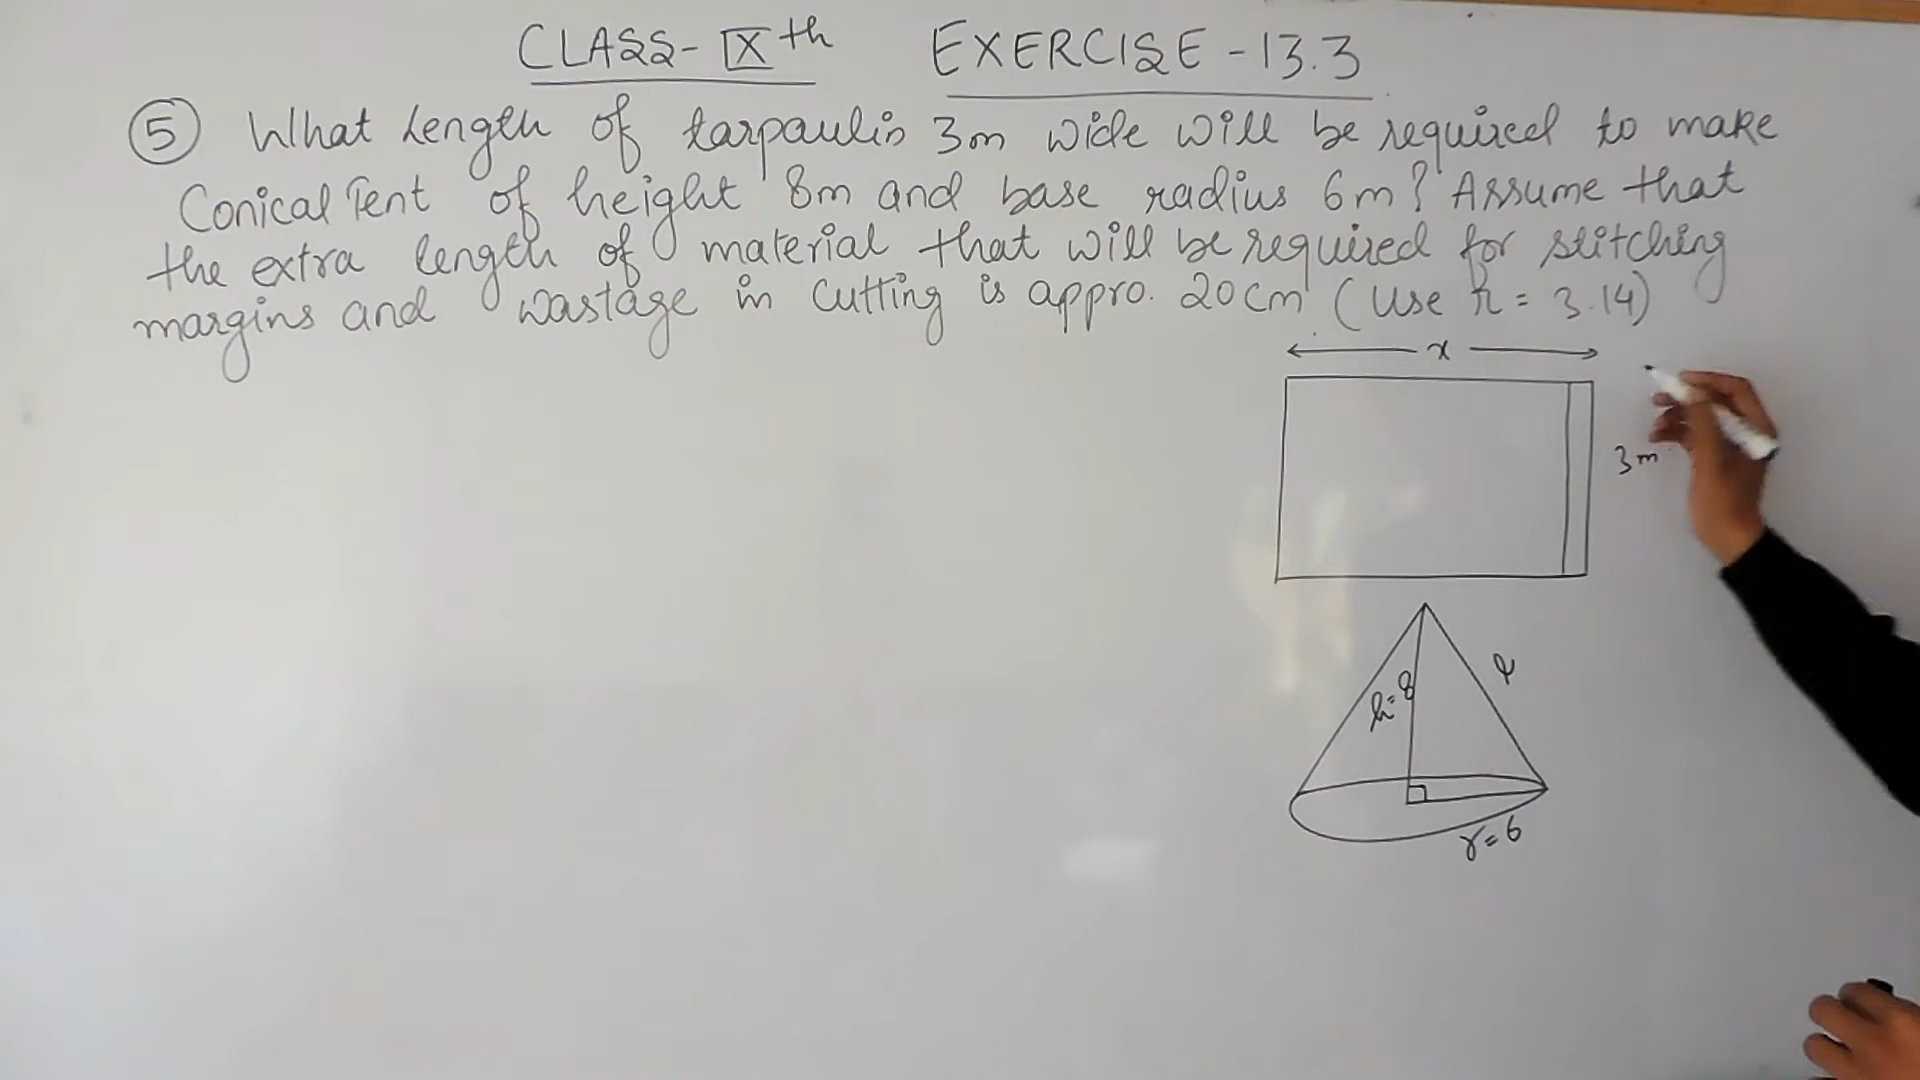 CLASS-IXth EXERCISE-13.3
⑤ What Length of tarpaulin 3m wide will be required to make
Conical Tent of height 8m and base radius 6m? Assume that
the extra length of material that will be required for stitching
margins and wastage in cutting is appro. 20cm (Use π = 3.14)
x
3m
h=8
l
r=6